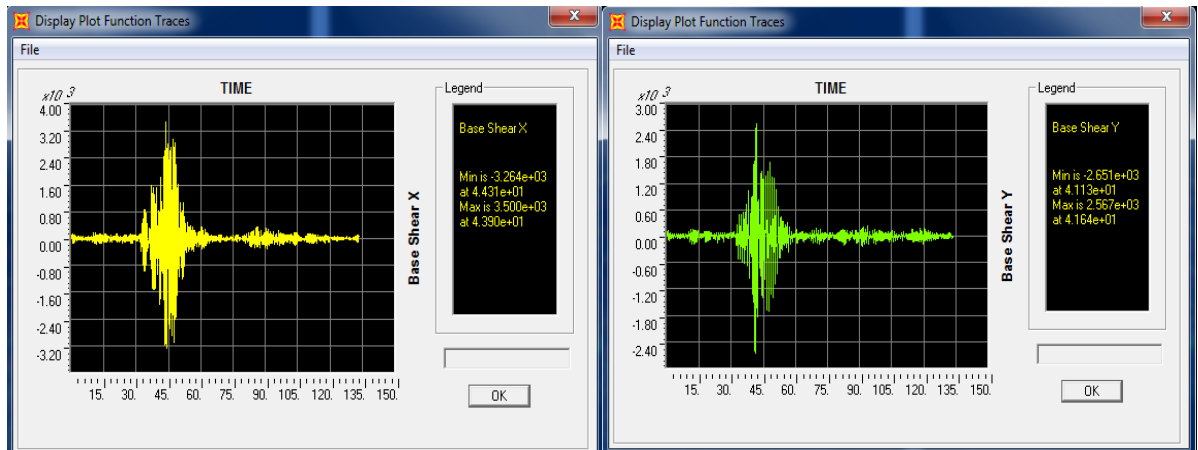 Display Plot Function Traces
X
File
TIME
x10 3
4.00
3.20
2.40
1.60
0.80
0.00
-0.80
-1.60
-2.40
-3.20
15. 30. 45. 60. 75. 90. 105. 120. 135. 150.
Base Shear X
Legend
Base Shear X
Min is -3.264e+03
at 4.431e+01
Max is 3.500e+03
at 4.390e+01
OK
Display Plot Function Traces
X
File
TIME
x10 3
3.00
2.40
1.80
1.20
0.60
0.00
-0.60
-1.20
-1.80
-2.40
15. 30. 45. 60. 75. 90. 105. 120. 135. 150.
Base Shear Y
Legend
Base Shear Y
Min is -2.651e+03
at 4.113e+01
Max is 2.567e+03
at 4.164e+01
OK